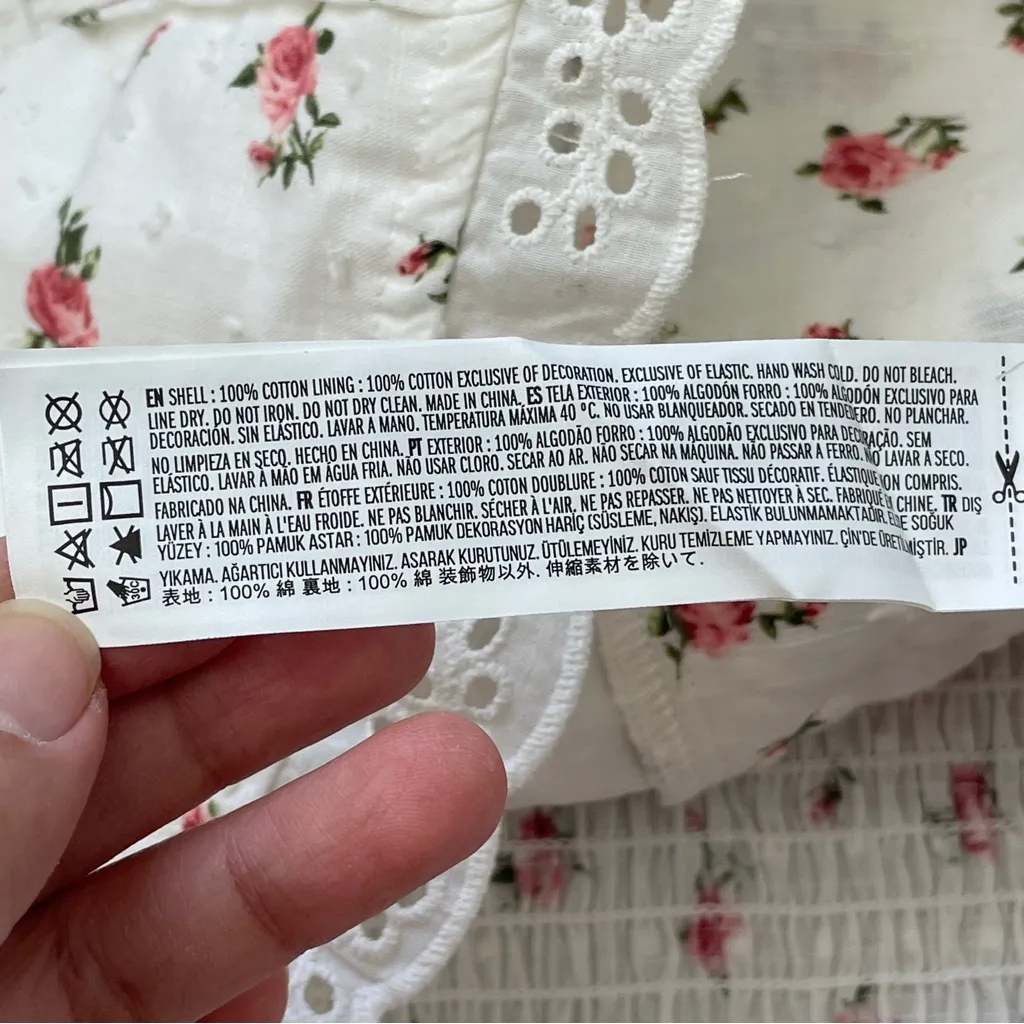 EN SHELL : 100% COTTON LINING : 100% COTTON EXCLUSIVE OF DECORATION. EXCLUSIVE OF ELASTIC. HAND WASH COLD. DO NOT BLEACH.
LINE DRY. DO NOT IRON. DO NOT DRY CLEAN. MADE IN CHINA. ES TELA EXTERIOR : 100% ALGODÓN FORRO : 100% ALGODÓN EXCLUSIVO PARA
DECORACIÓN. SIN ELÁSTICO. LAVAR A MANO. TEMPERATURA MÁXIMA 40 ºC. NO USAR BLANQUEADOR. SECADO EN TENDEDERO. NO PLANCHAR.
NO LIMPIEZA EN SECO. HECHO EN CHINA. PT EXTERIOR : 100% ALGODÃO FORRO : 100% ALGODÃO EXCLUSIVO PARA DECORAÇÃO. SEM
ELÁSTICO. LAVAR À MÃO EM ÁGUA FRIA. NÃO USAR CLORO. SECAR AO AR. NÃO SECAR NA MÁQUINA. NÃO PASSAR A FERRO. NÃO LAVAR A SECO.
FABRICADO NA CHINA. FR ÉTOFFE EXTÉRIEURE : 100% COTON DOUBLURE : 100% COTON SAUF TISSU DÉCORATIF. ÉLASTIQUE NON COMPRIS.
LAVER À LA MAIN À L'EAU FROIDE. NE PAS BLANCHIR. SÉCHER À L'AIR. NE PAS REPASSER. NE PAS NETTOYER À SEC. FABRIQUÉ EN CHINE. TR DIŞ
YÜZEY : 100% PAMUK ASTAR : 100% PAMUK DEKORASYON HARİÇ (SÜSLEME, NAKIŞ). ELASTİK BULUNMAMAKTADIR. ELDE SOĞUK
YIKAMA. AĞARTICI KULLANMAYINIZ. ASARAK KURUTUNUZ. ÜTÜLEMEYİNİZ. KURU TEMİZLEME YAPMAYINIZ. ÇİN'DE ÜRETİLMİŞTİR. JP
表地 : 100% 綿 裏地 : 100% 綿 装飾物以外. 伸縮素材を除いて.
30C